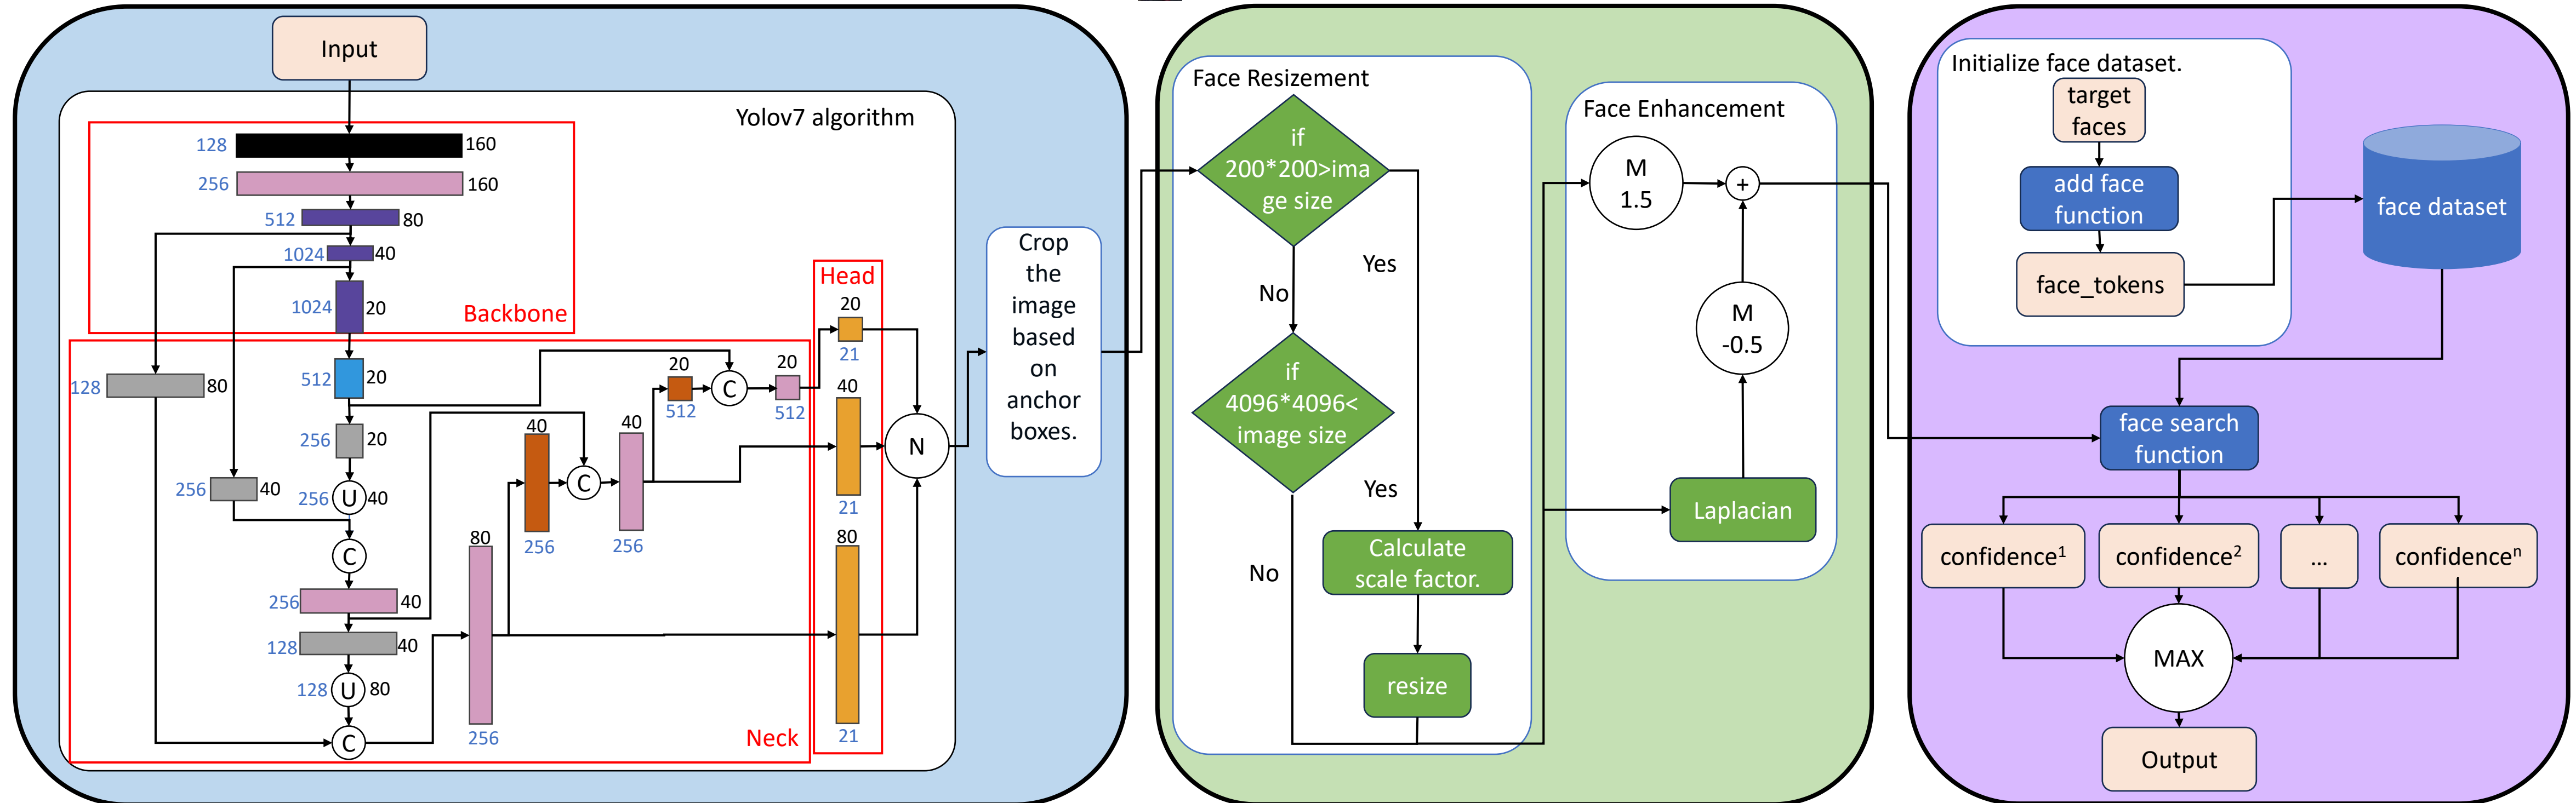 Input
Yolov7 algorithm
128
160
256
160
512
80
1024
40
1024
20
Backbone
128
80
512
20
256
20
256
40
256
U
40
C
256
40
128
40
128
U
80
C
80
256
40
256
C
40
256
20
512
C
20
512
Neck
Head
20
21
40
21
80
21
N
Crop
the
image
based
on
anchor
boxes.
Face Resizement
if
200*200>ima
ge size
Yes
No
if
4096*4096<
image size
Yes
No
Calculate
scale factor.
resize
Face Enhancement
M
1.5
+
M
-0.5
Laplacian
Initialize face dataset.
target
faces
add face
function
face_tokens
face dataset
face search
function
confidence¹
confidence²
...
confidenceⁿ
MAX
Output